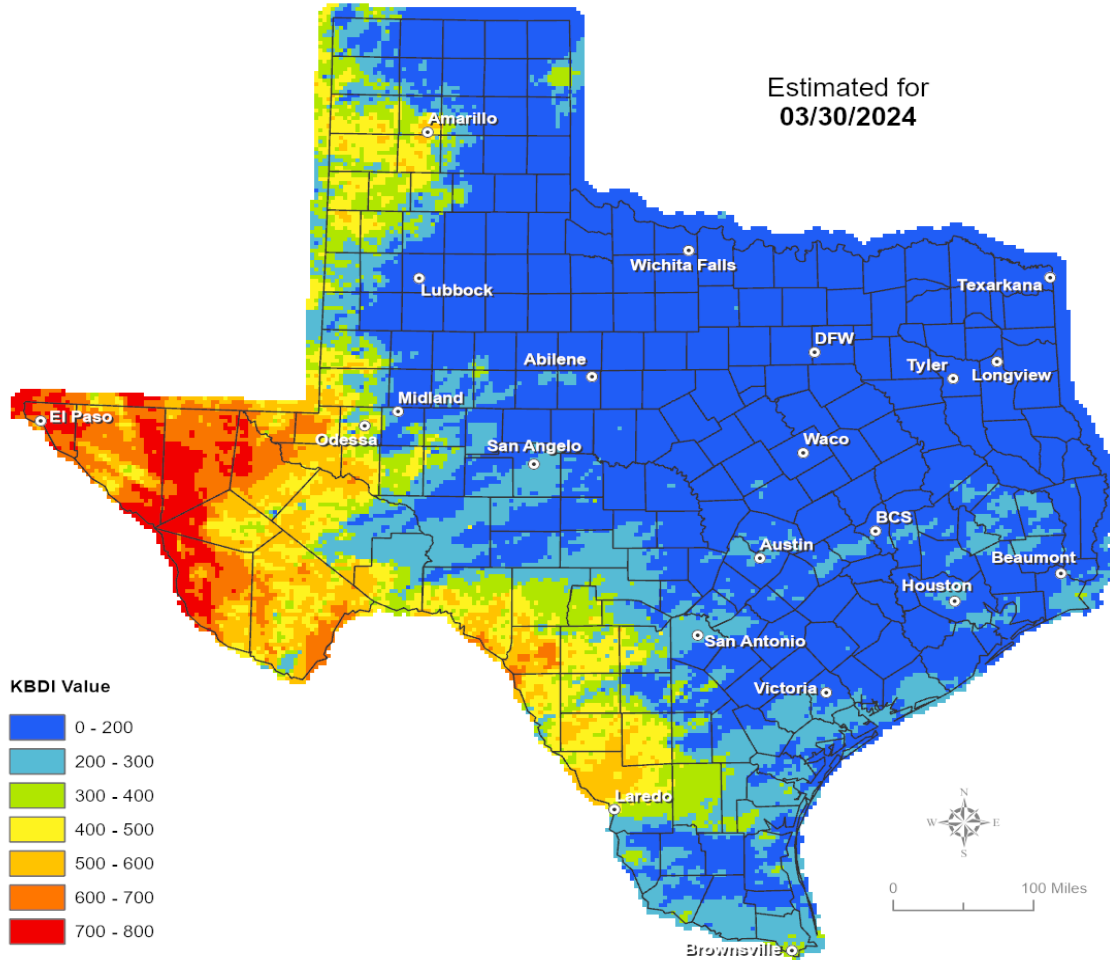 Estimated for
03/30/2024
Amarillo
Wichita Falls
Lubbock
Texarkana
DFW
Abilene
Tyler
Longview
Midland
El Paso
Odessa
San Angelo
Waco
BCS
Austin
Beaumont
Houston
San Antonio
Victoria
Laredo
Brownsville
KBDI Value
0 - 200
200 - 300
300 - 400
400 - 500
500 - 600
600 - 700
700 - 800
N
W E
S
0 100 Miles